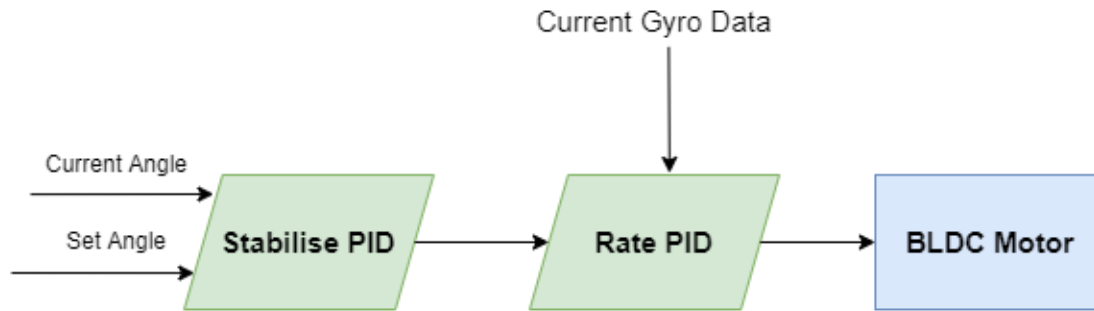 Current Gyro Data
Current Angle
Set Angle
Stabilise PID
Rate PID
BLDC Motor